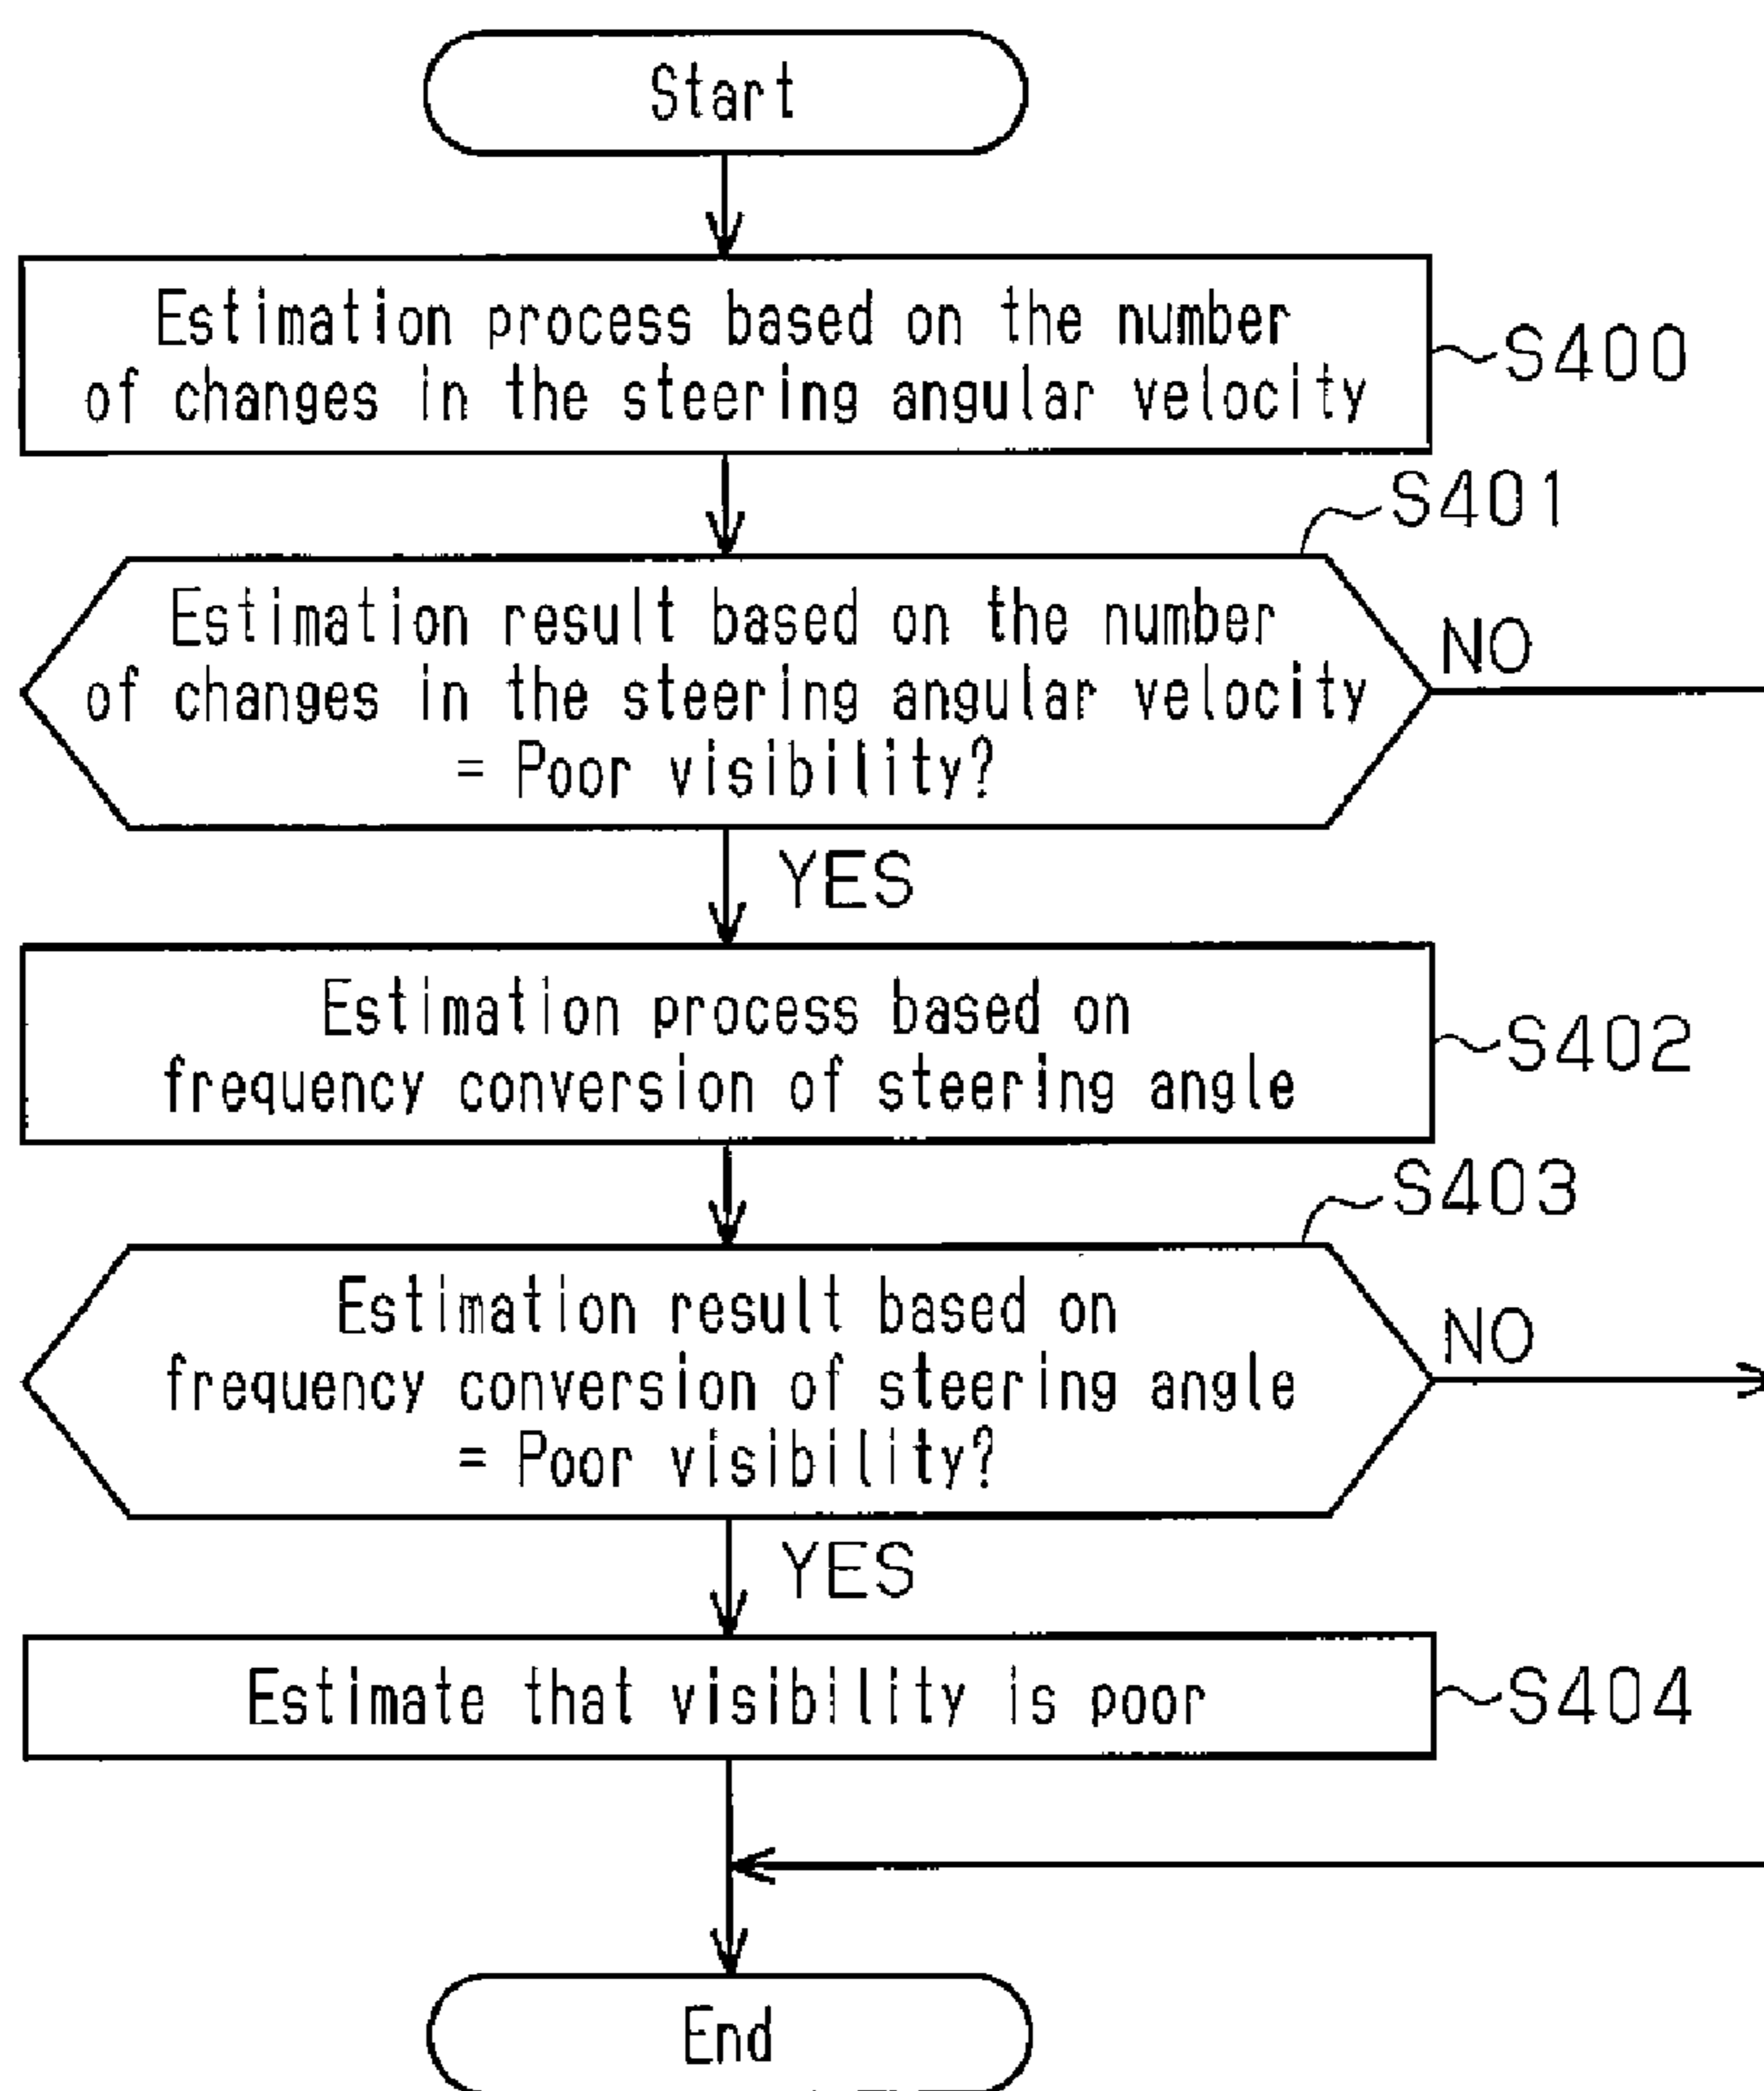 Start
Estimation process based on the number
of changes in the steering angular velocity
S400
S401
Estimation result based on the number
of changes in the steering angular velocity
= Poor visibility?
NO
YES
Estimation process based on
frequency conversion of steering angle
S402
S403
Estimation result based on
frequency conversion of steering angle
= Poor visibility?
NO
YES
Estimate that visibility is poor
S404
End